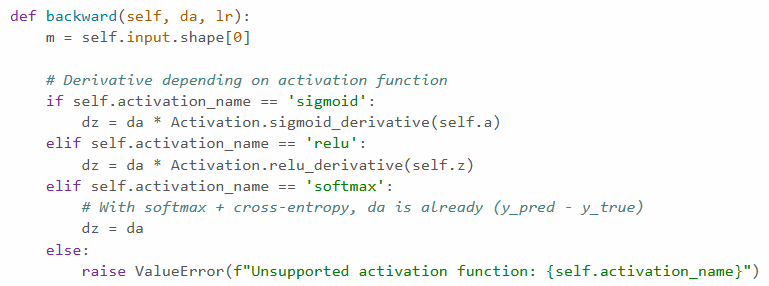 def backward(self, da, lr):
    m = self.input.shape[0]

    # Derivative depending on activation function
    if self.activation_name == 'sigmoid':
        dz = da * Activation.sigmoid_derivative(self.a)
    elif self.activation_name == 'relu':
        dz = da * Activation.relu_derivative(self.z)
    elif self.activation_name == 'softmax':
        # With softmax + cross-entropy, da is already (y_pred - y_true)
        dz = da
    else:
        raise ValueError(f"Unsupported activation function: {self.activation_name}")